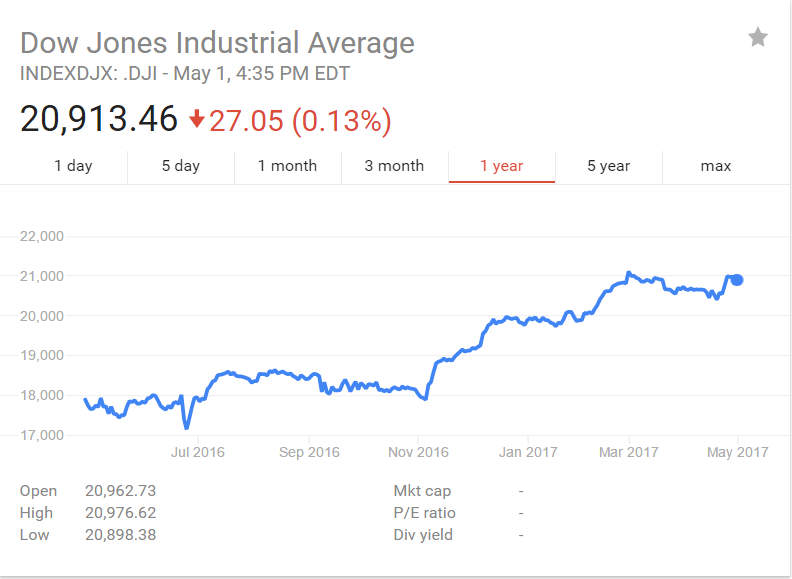 Dow Jones Industrial Average
INDEXDJX: .DJI - May 1, 4:35 PM EDT
20,913.46 27.05 (0.13%)
1 day 5 day 1 month 3 month 1 year 5 year max
22,000
21,000
20,000
19,000
18,000
17,000
Jul 2016 Sep 2016 Nov 2016 Jan 2017 Mar 2017 May 2017
Open 20,962.73 Mkt cap -
High 20,976.62 P/E ratio -
Low 20,898.38 Div yield -